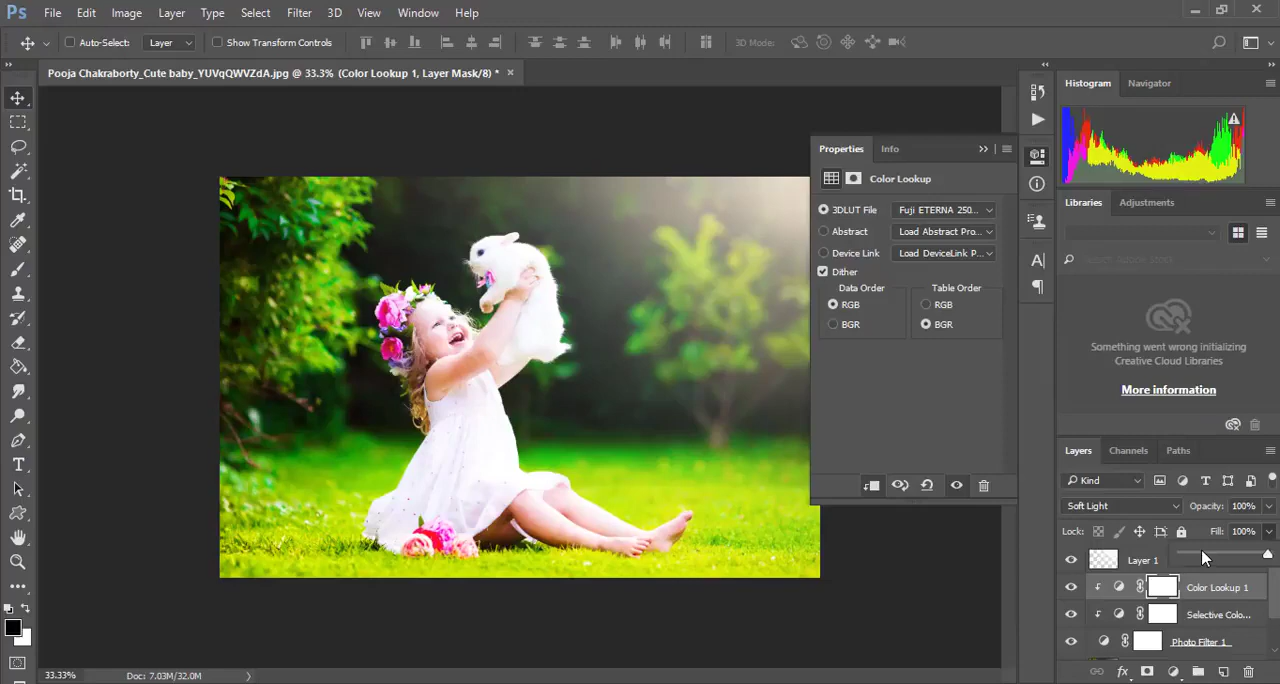 Ps File Edit Image Layer Type Select Filter 3D View Window Help
Auto-Select: Layer Show Transform Controls 3D Mode:
Pooja Chakraborty_Cute baby_YUVqQWVZdA.jpg @ 33.3% (Color Lookup 1, Layer Mask/8) *
Histogram Navigator
Properties Info
Color Lookup
3DLUT File Fuji ETERNA 250...
Abstract Load Abstract Pro...
Device Link Load DeviceLink P...
Dither
Data Order Table Order
RGB RGB
BGR BGR
Libraries Adjustments
Search Adobe Stock
Something went wrong initializing
Creative Cloud Libraries
More information
Layers Channels Paths
Kind
Soft Light Opacity: 100%
Lock: Fill: 100%
Layer 1
Color Lookup 1
Selective Colo...
Photo Filter 1
fx
33.33% Doc: 7.03M/32.0M